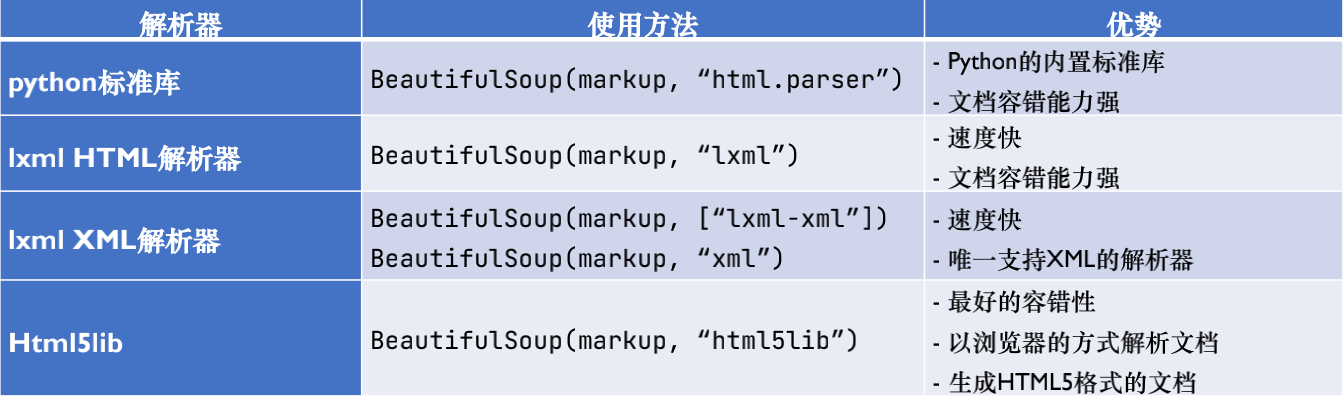 解析器 使用方法 优势
python标准库 BeautifulSoup(markup, “html.parser”) - Python的内置标准库
- 文档容错能力强
lxml HTML解析器 BeautifulSoup(markup, “lxml”) - 速度快
- 文档容错能力强
lxml XML解析器 BeautifulSoup(markup, [“lxml-xml”]) - 速度快
BeautifulSoup(markup, “xml”) - 唯一支持XML的解析器
Html5lib BeautifulSoup(markup, “html5lib”) - 最好的容错性
- 以浏览器的方式解析文档
- 生成HTML5格式的文档